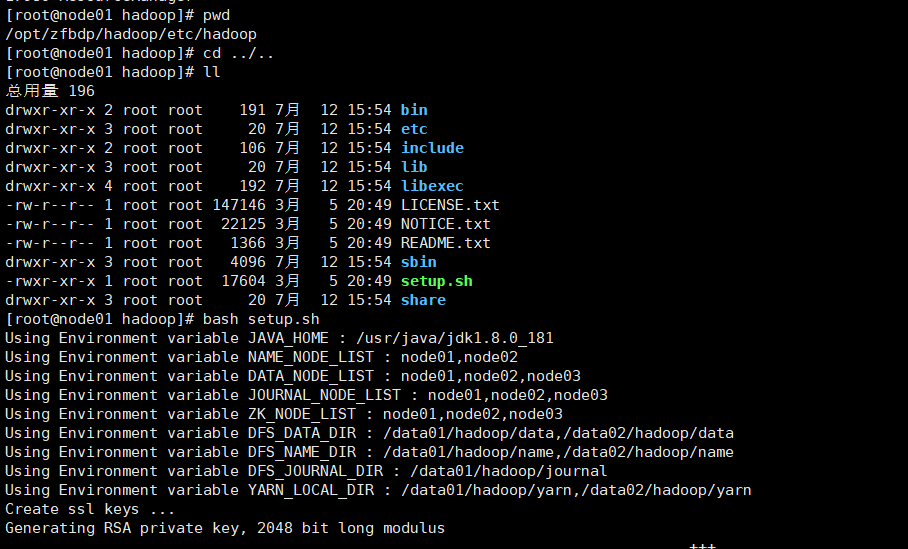 [root@node01 hadoop]# pwd
/opt/zfbdp/hadoop/etc/hadoop
[root@node01 hadoop]# cd ../..
[root@node01 hadoop]# ll
总用量 196
drwxr-xr-x 2 root root    191 7月  12 15:54 bin
drwxr-xr-x 3 root root     20 7月  12 15:54 etc
drwxr-xr-x 2 root root    106 7月  12 15:54 include
drwxr-xr-x 3 root root     20 7月  12 15:54 lib
drwxr-xr-x 4 root root    192 7月  12 15:54 libexec
-rw-r--r-- 1 root root 147146 3月   5 20:49 LICENSE.txt
-rw-r--r-- 1 root root  22125 3月   5 20:49 NOTICE.txt
-rw-r--r-- 1 root root   1366 3月   5 20:49 README.txt
drwxr-xr-x 3 root root   4096 7月  12 15:54 sbin
-rwxr-xr-x 1 root root  17604 3月   5 20:49 setup.sh
drwxr-xr-x 3 root root     20 7月  12 15:54 share
[root@node01 hadoop]# bash setup.sh
Using Environment variable JAVA_HOME : /usr/java/jdk1.8.0_181
Using Environment variable NAME_NODE_LIST : node01,node02
Using Environment variable DATA_NODE_LIST : node01,node02,node03
Using Environment variable JOURNAL_NODE_LIST : node01,node02,node03
Using Environment variable ZK_NODE_LIST : node01,node02,node03
Using Environment variable DFS_DATA_DIR : /data01/hadoop/data,/data02/hadoop/data
Using Environment variable DFS_NAME_DIR : /data01/hadoop/name,/data02/hadoop/name
Using Environment variable DFS_JOURNAL_DIR : /data01/hadoop/journal
Using Environment variable YARN_LOCAL_DIR : /data01/hadoop/yarn,/data02/hadoop/yarn
Create ssl keys ...
Generating RSA private key, 2048 bit long modulus
+++